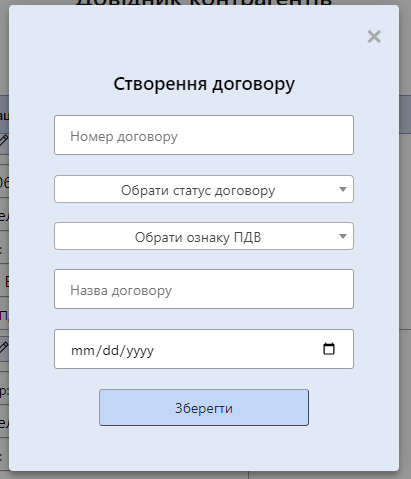 Довідник контрагентів
×
Створення договору
Номер договору
Обрати статус договору
Обрати ознаку ПДВ
Назва договору
mm/dd/yyyy
Зберегти